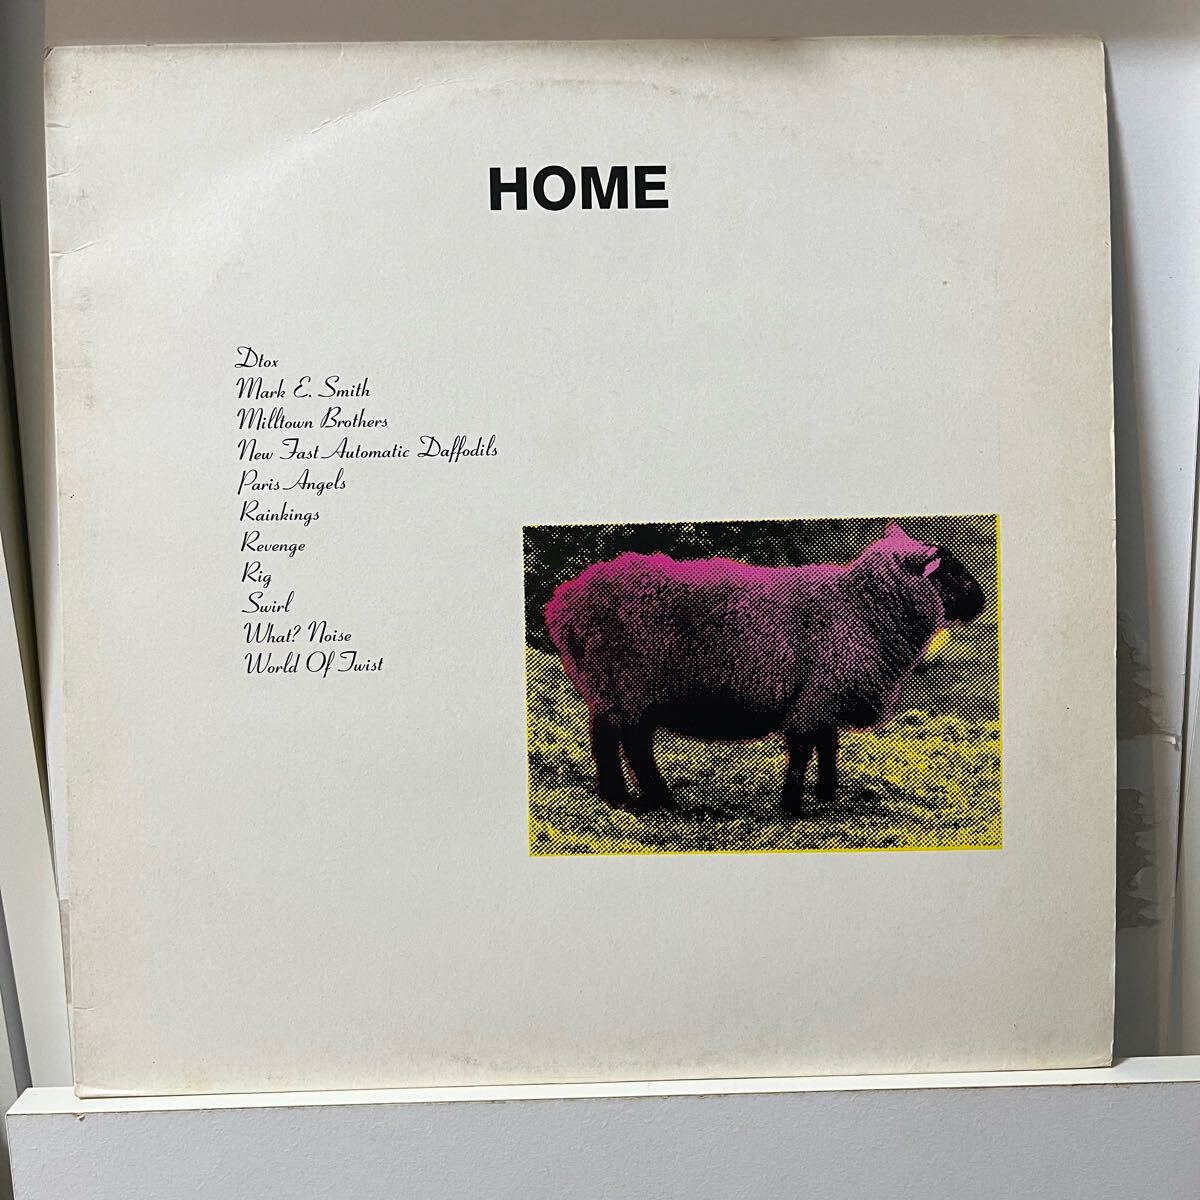 HOME
Dtox
Mark E. Smith
Milltown Brothers
New Fast Automatic Daffodils
Paris Angels
Rainkings
Revenge
Rig
Swirl
What? Noise
World Of Twist